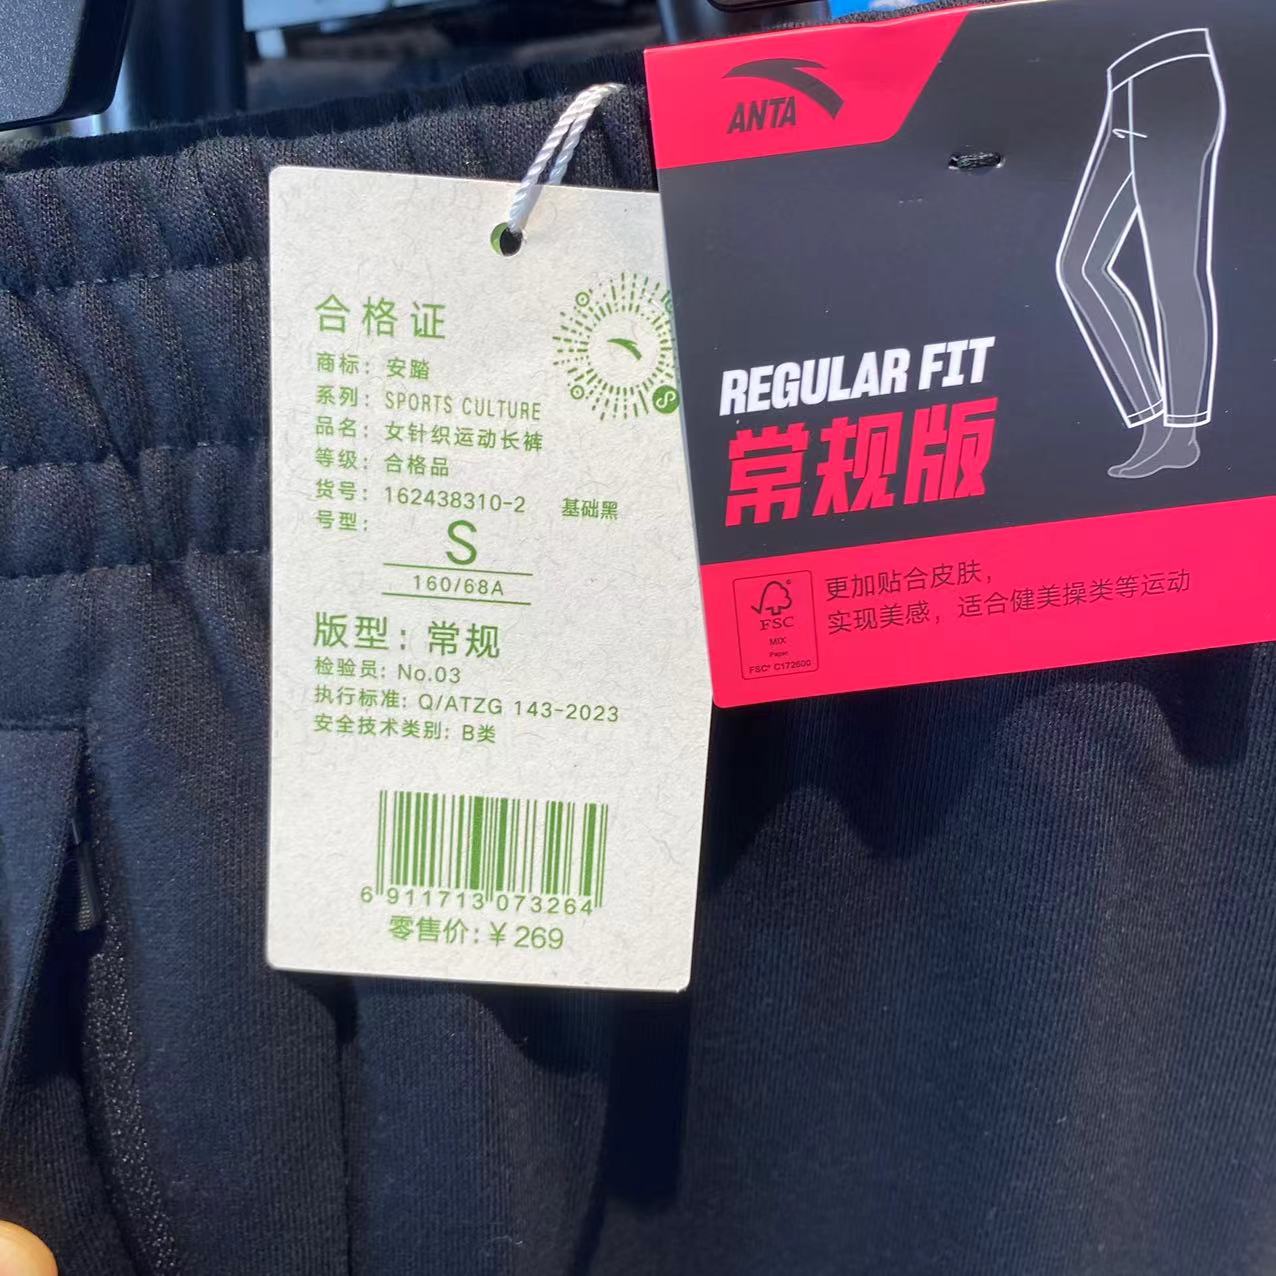 合格证
商标：安踏
系列：SPORTS CULTURE
品名：女针织运动长裤
等级：合格品
货号：162438310-2 基础黑
号型：S
160/68A
版型：常规
检验员：No.03
执行标准：Q/ATZG 143-2023
安全技术类别：B类
6 911713 073264
零售价：¥269
ANTA
REGULAR FIT
常规版
更加贴合皮肤，
实现美感，适合健美操类等运动
FSC
MIX
Paper
FSC® C172600